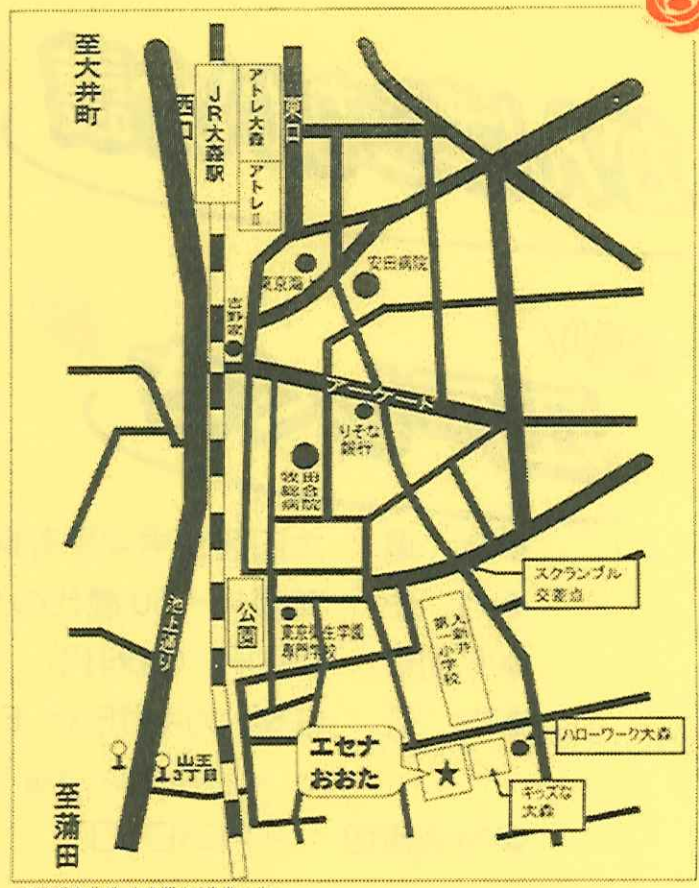 至大井町
西口
JR大森駅
アトレ大森
アトレⅡ
東口
東京海上
安田病院
吉野家
アーケード
りそな
銀行
牧田
総合
病院
スクランブル
交差点
公園
東京衛生学園
専門学校
入新井
第一小学校
池上通り
ハローワーク大森
エセナ
おおた
キッズな
大森
山王
3丁目
至蒲田